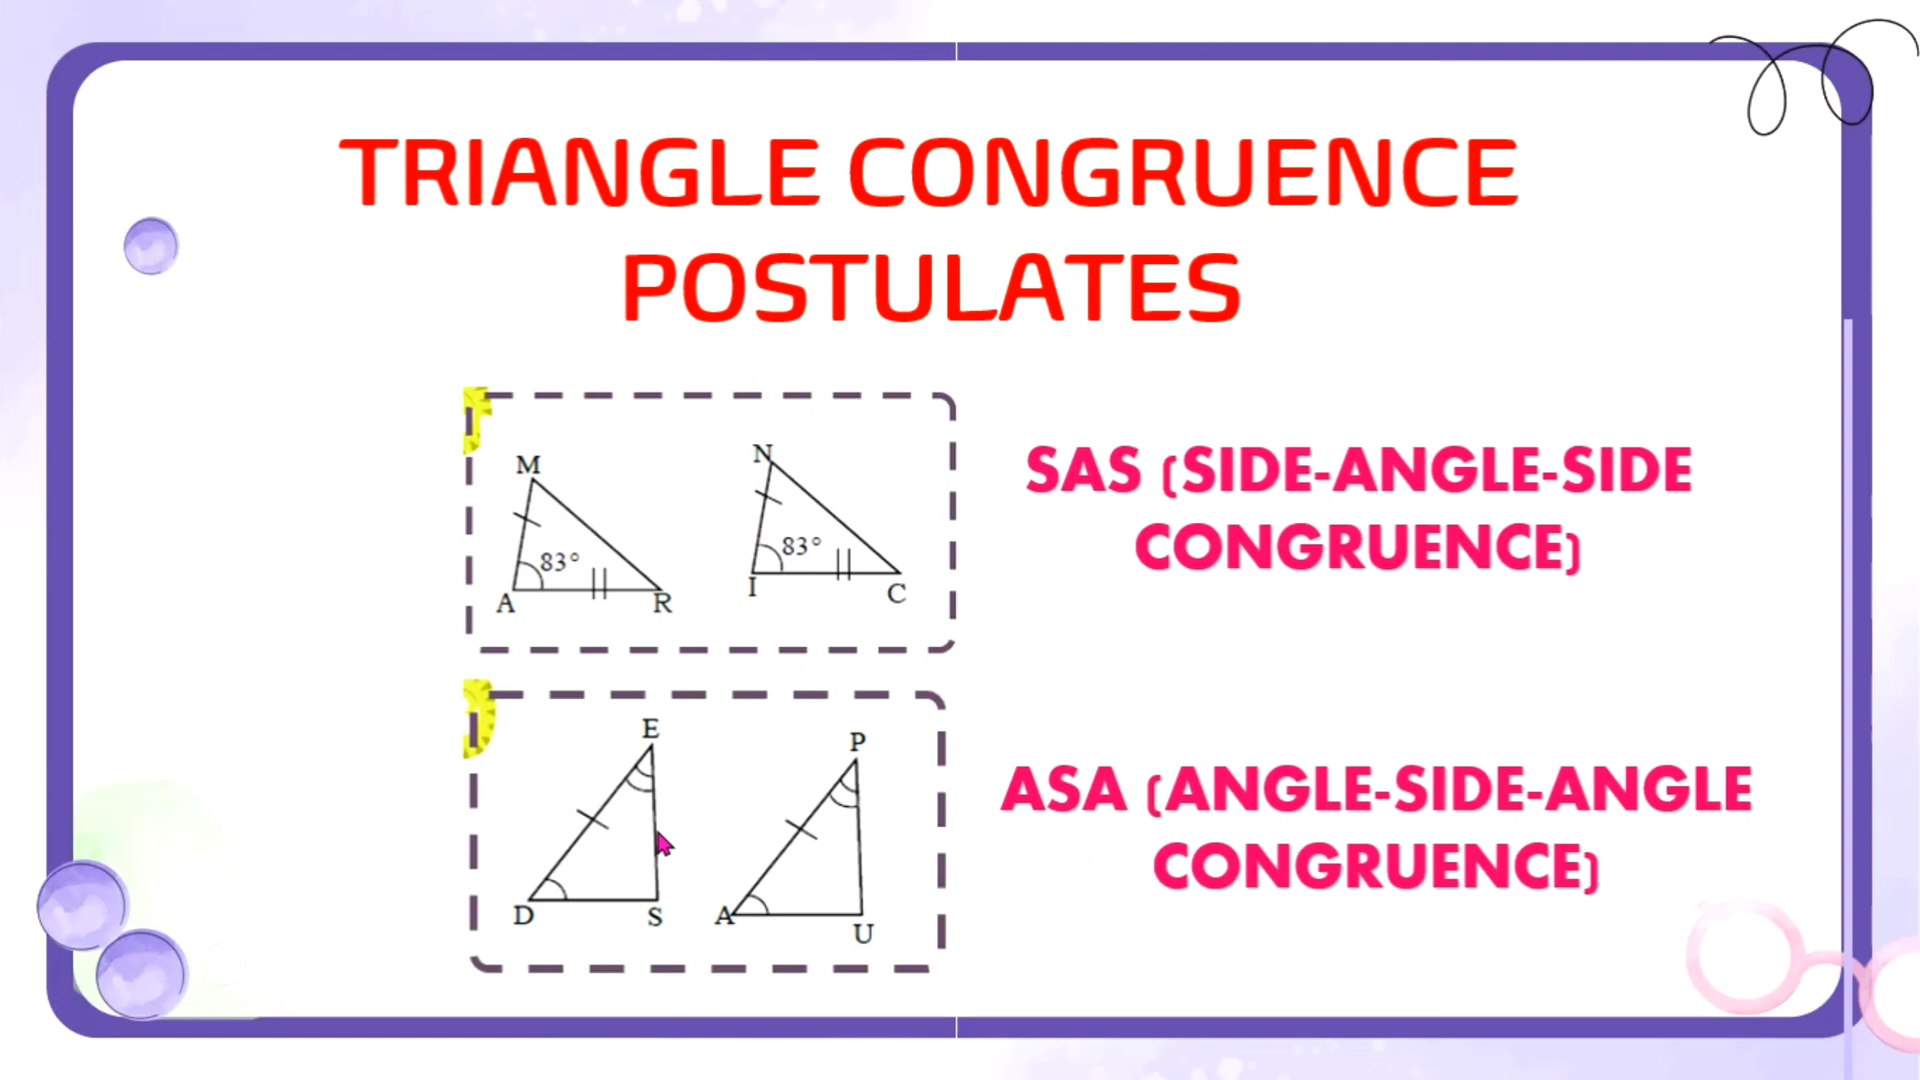 TRIANGLE CONGRUENCE
POSTULATES
M
N
83°
83°
A
R
I
C
SAS (SIDE-ANGLE-SIDE
CONGRUENCE)
E
P
D
S
A
U
ASA (ANGLE-SIDE-ANGLE
CONGRUENCE)